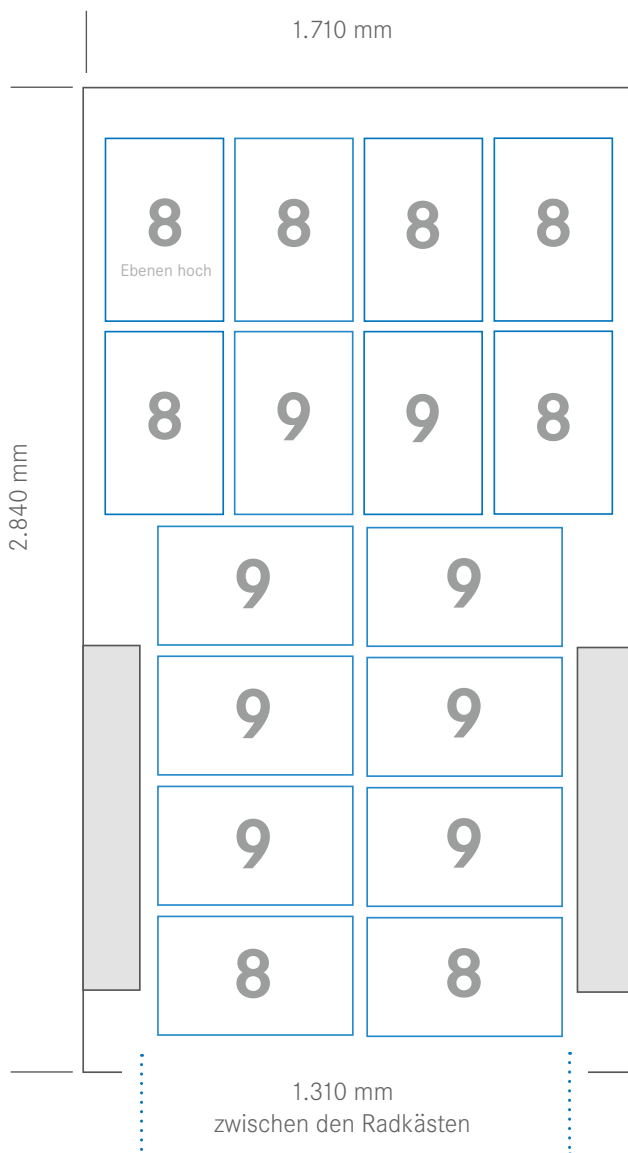 1.710 mm
2.840 mm
8 8 8 8
Ebenen hoch
8 9 9 8
9 9
9 9
9 9
8 8
1.310 mm
zwischen den Radkästen